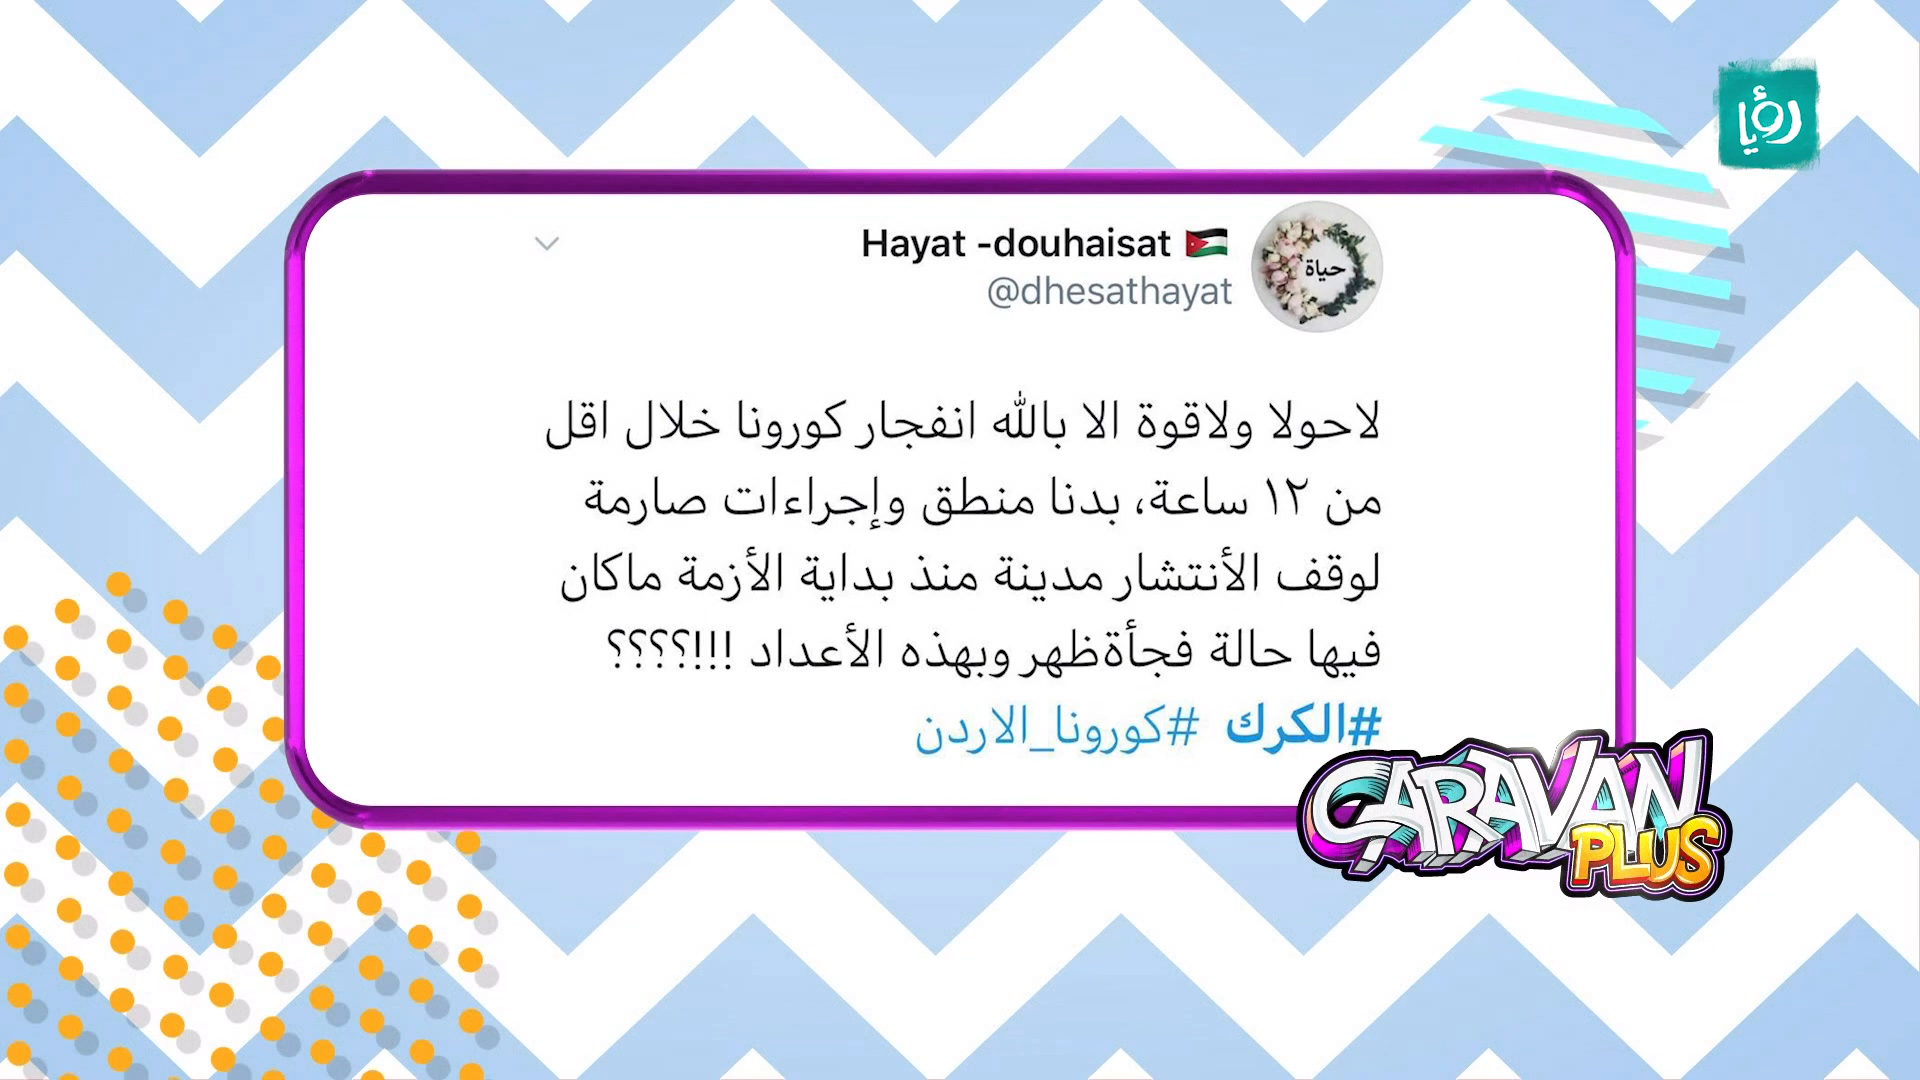 رؤيا
Hayat -douhaisat 🇯🇴
@dhesathayat
حياة
لاحولا ولاقوة الا بالله انفجار كورونا خلال اقل
من ١٢ ساعة، بدنا منطق وإجراءات صارمة
لوقف الأنتشار مدينة منذ بداية الأزمة ماكان
فيها حالة فجأةظهر وبهذه الأعداد !!!؟؟؟؟
#الكرك #كورونا_الاردن
CARAVAN
PLUS